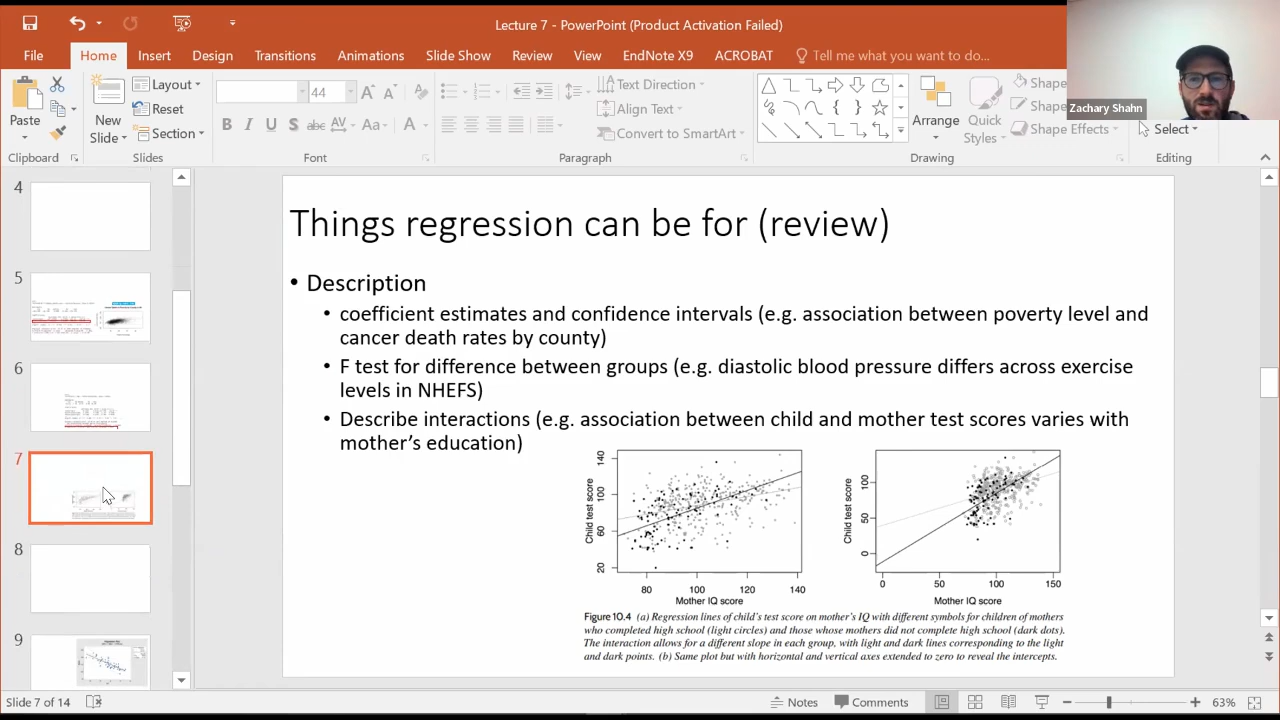 Lecture 7 - PowerPoint (Product Activation Failed)
File Home Insert Design Transitions Animations Slide Show Review View EndNote X9 ACROBAT Tell me what you want to do...
Zachary Shahn
Paste
New
Slide
Layout
Reset
Section
44
B I U S abc AV Aa A
Text Direction
Align Text
Convert to SmartArt
Arrange
Quick
Styles
Shape
Shape
Shape Effects
Select
Clipboard Slides Font Paragraph Drawing Editing
4
5
6
7
8
9
Things regression can be for (review)
• Description
• coefficient estimates and confidence intervals (e.g. association between poverty level and
cancer death rates by county)
• F test for difference between groups (e.g. diastolic blood pressure differs across exercise
levels in NHEFS)
• Describe interactions (e.g. association between child and mother test scores varies with
mother's education)
Child test score
20 60 100 140
80 100 120 140
Mother IQ score
Child test score
0 50 100
0 50 100 150
Mother IQ score
Figure 10.4 (a) Regression lines of child's test score on mother's IQ with different symbols for children of mothers
who completed high school (light circles) and those whose mothers did not complete high school (dark dots).
The interaction allows for a different slope in each group, with light and dark lines corresponding to the light
and dark points. (b) Same plot but with horizontal and vertical axes extended to zero to reveal the intercepts.
Slide 7 of 14
Notes Comments 63%